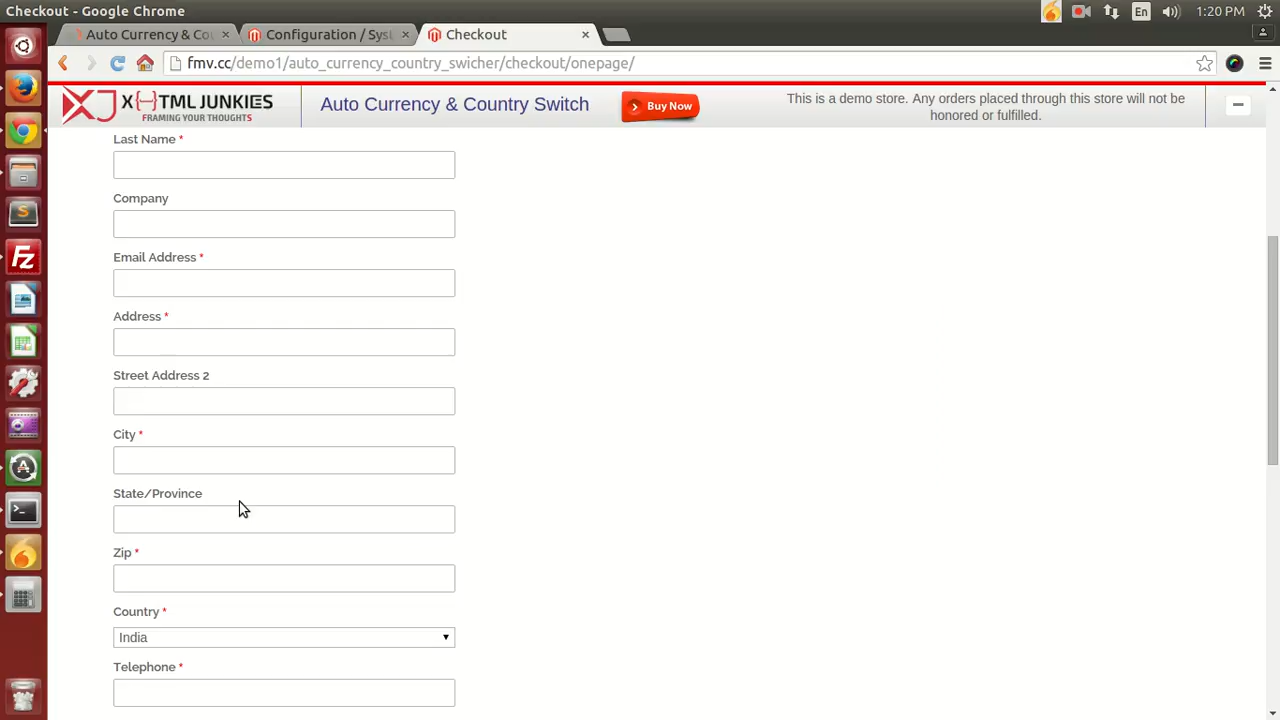 Checkout - Google Chrome
En
1:20 PM
Auto Currency & Co
Configuration / Sys
Checkout
fmv.cc/demo1/auto_currency_country_swicher/checkout/onepage/
XJ X{-}TML JUNKIES
FRAMING YOUR THOUGHTS
Auto Currency & Country Switch
Buy Now
This is a demo store. Any orders placed through this store will not be
honored or fulfilled.
Last Name *
Company
Email Address *
Address *
Street Address 2
City *
State/Province
Zip *
Country *
India
Telephone *